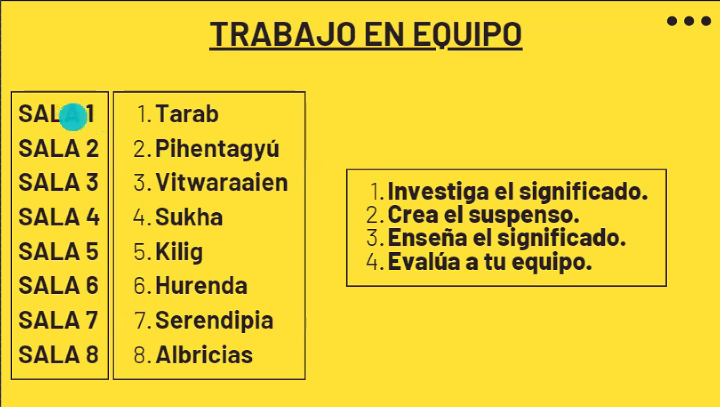 TRABAJO EN EQUIPO
SALA 1
SALA 2
SALA 3
SALA 4
SALA 5
SALA 6
SALA 7
SALA 8
1. Tarab
2. Pihentagyú
3. Vitwaraaien
4. Sukha
5. Kilig
6. Hurenda
7. Serendipia
8. Albricias
1. Investiga el significado.
2. Crea el suspenso.
3. Enseña el significado.
4. Evalúa a tu equipo.